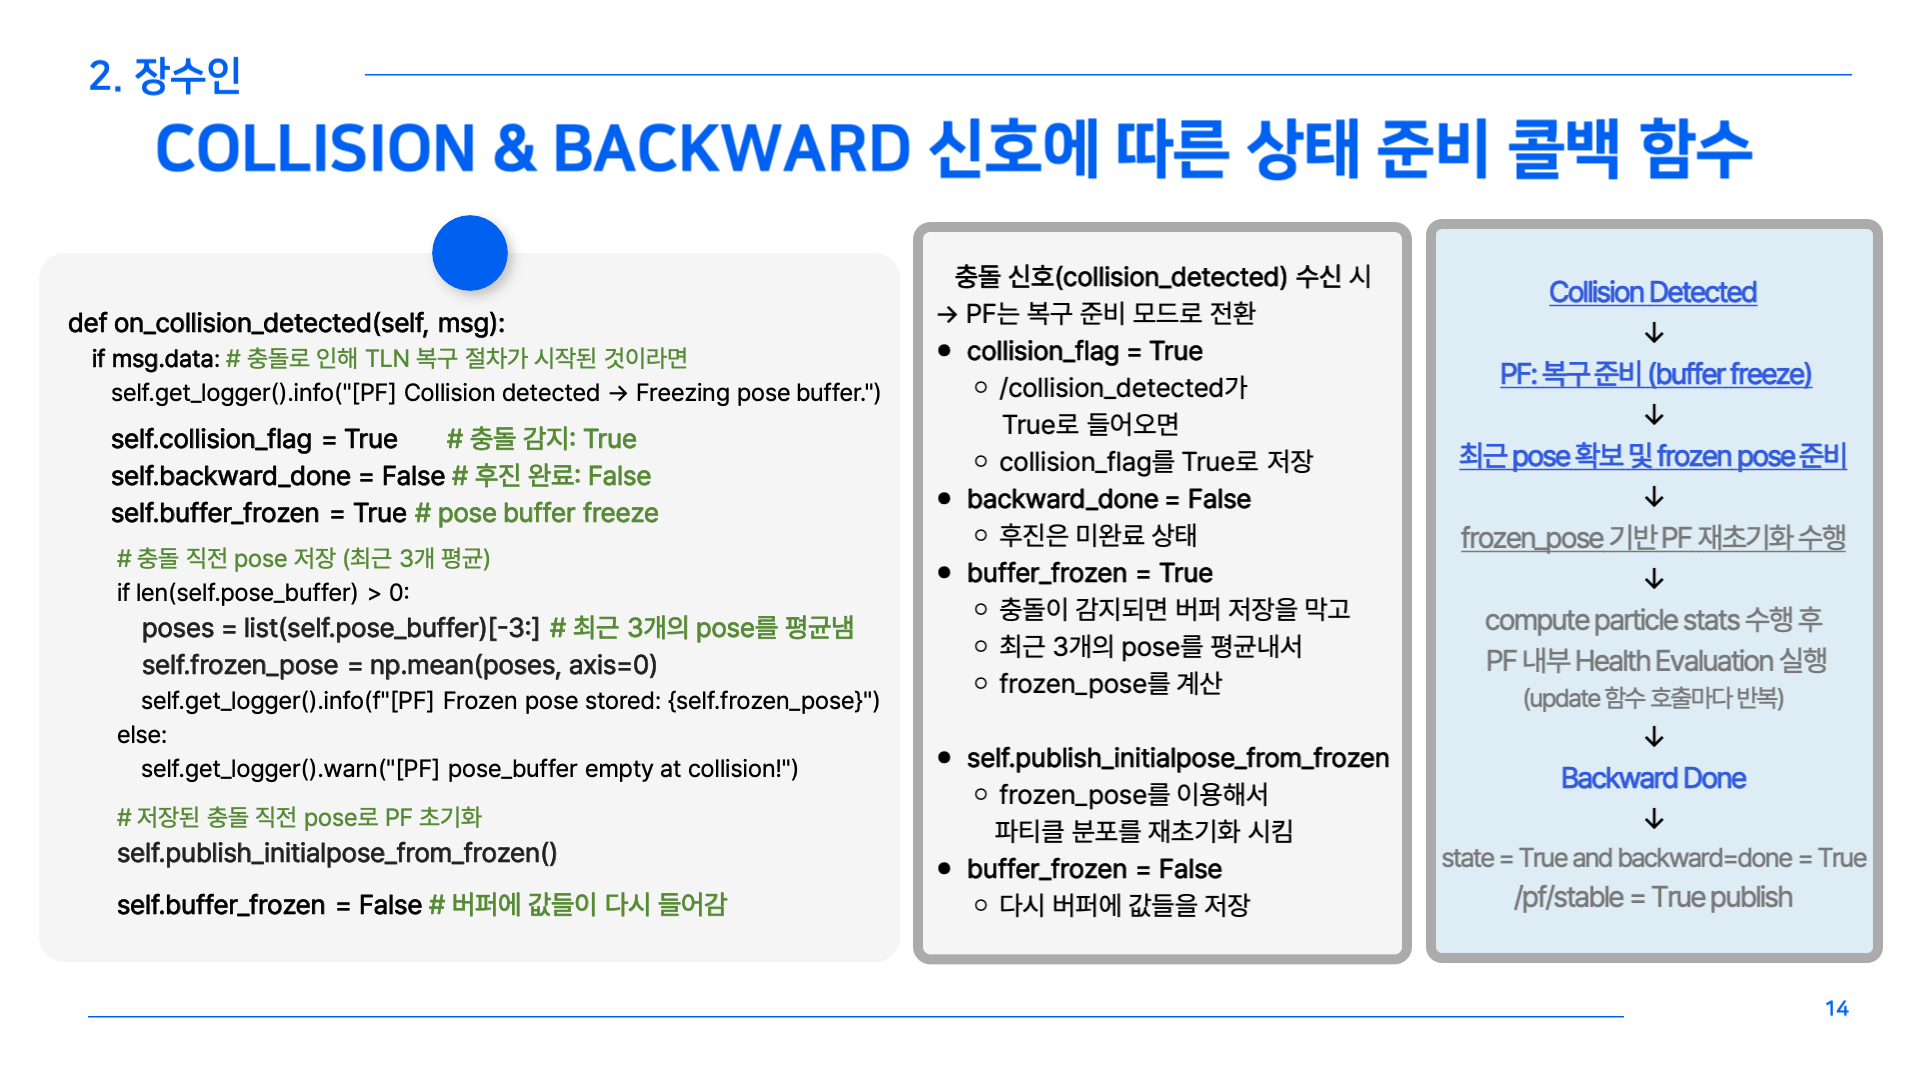 2. 장수인
COLLISION & BACKWARD 신호에 따른 상태 준비 콜백 함수
def on_collision_detected(self, msg):
if msg.data: # 충돌로 인해 TLN 복구 절차가 시작된 것이라면
self.get_logger().info("[PF] Collision detected → Freezing pose buffer.")
self.collision_flag = True # 충돌 감지: True
self.backward_done = False # 후진 완료: False
self.buffer_frozen = True # pose buffer freeze
# 충돌 직전 pose 저장 (최근 3개 평균)
if len(self.pose_buffer) > 0:
poses = list(self.pose_buffer)[-3:] # 최근 3개의 pose를 평균냄
self.frozen_pose = np.mean(poses, axis=0)
self.get_logger().info(f"[PF] Frozen pose stored: {self.frozen_pose}")
else:
self.get_logger().warn("[PF] pose_buffer empty at collision!")
# 저장된 충돌 직전 pose로 PF 초기화
self.publish_initialpose_from_frozen()
self.buffer_frozen = False # 버퍼에 값들이 다시 들어감
충돌 신호(collision_detected) 수신 시
→ PF는 복구 준비 모드로 전환
● collision_flag = True
○ /collision_detected가
True로 들어오면
○ collision_flag를 True로 저장
● backward_done = False
○ 후진은 미완료 상태
● buffer_frozen = True
○ 충돌이 감지되면 버퍼 저장을 막고
○ 최근 3개의 pose를 평균내서
○ frozen_pose를 계산
● self.publish_initialpose_from_frozen
○ frozen_pose를 이용해서
파티클 분포를 재초기화 시킴
● buffer_frozen = False
○ 다시 버퍼에 값들을 저장
Collision Detected
↓
PF: 복구 준비 (buffer freeze)
↓
최근 pose 확보 및 frozen pose 준비
↓
frozen_pose 기반 PF 재초기화 수행
↓
compute particle stats 수행 후
PF 내부 Health Evaluation 실행
(update 함수 호출마다 반복)
↓
Backward Done
↓
state = True and backward=done = True
/pf/stable = True publish
14